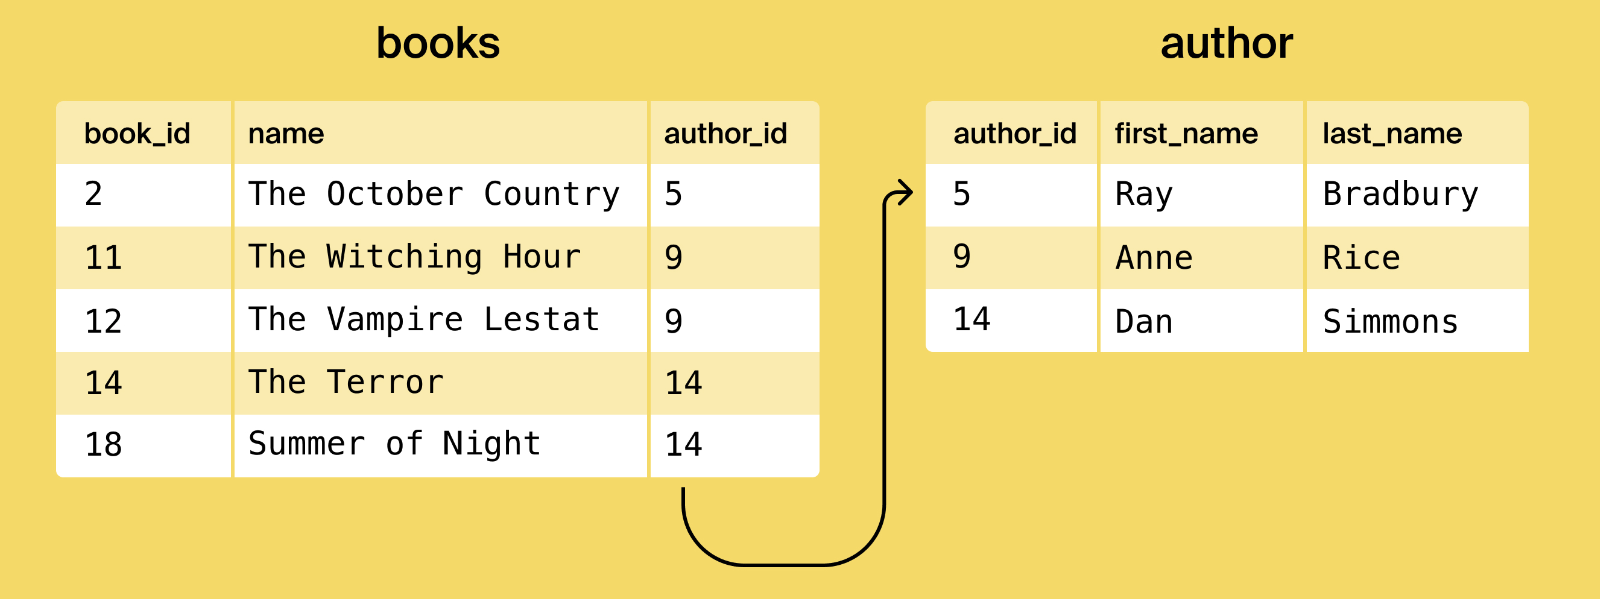 books
book_id name author_id
2 The October Country 5
11 The Witching Hour 9
12 The Vampire Lestat 9
14 The Terror 14
18 Summer of Night 14
author
author_id first_name last_name
5 Ray Bradbury
9 Anne Rice
14 Dan Simmons